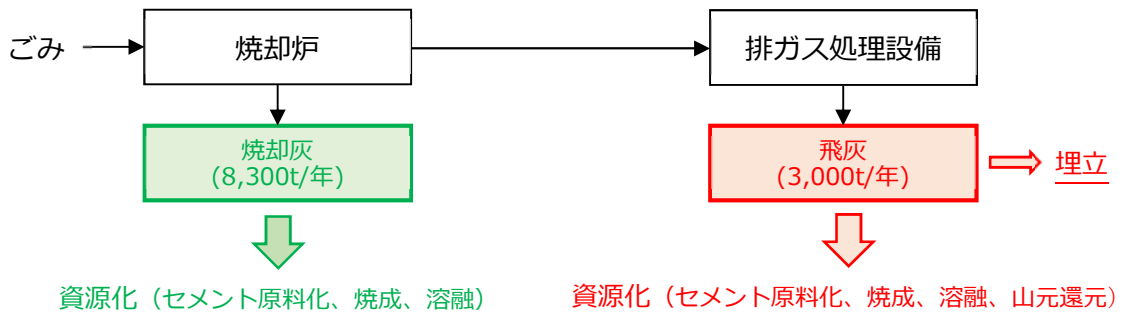 ごみ
焼却炉
排ガス処理設備
焼却灰
(8,300t/年)
飛灰
(3,000t/年)
埋立
資源化（セメント原料化、焼成、溶融）
資源化（セメント原料化、焼成、溶融、山元還元）